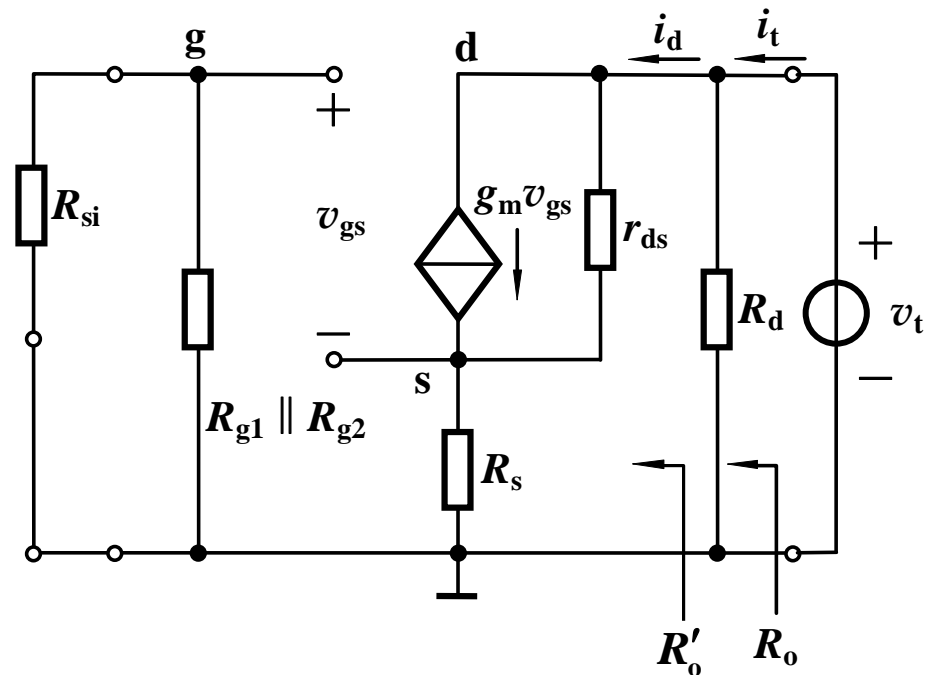 g
d
i_d
i_t
+
R_si
v_gs
g_m v_gs
r_ds
+
R_d
v_t
−
−
s
R_g1 || R_g2
R_s
R'_o
R_o